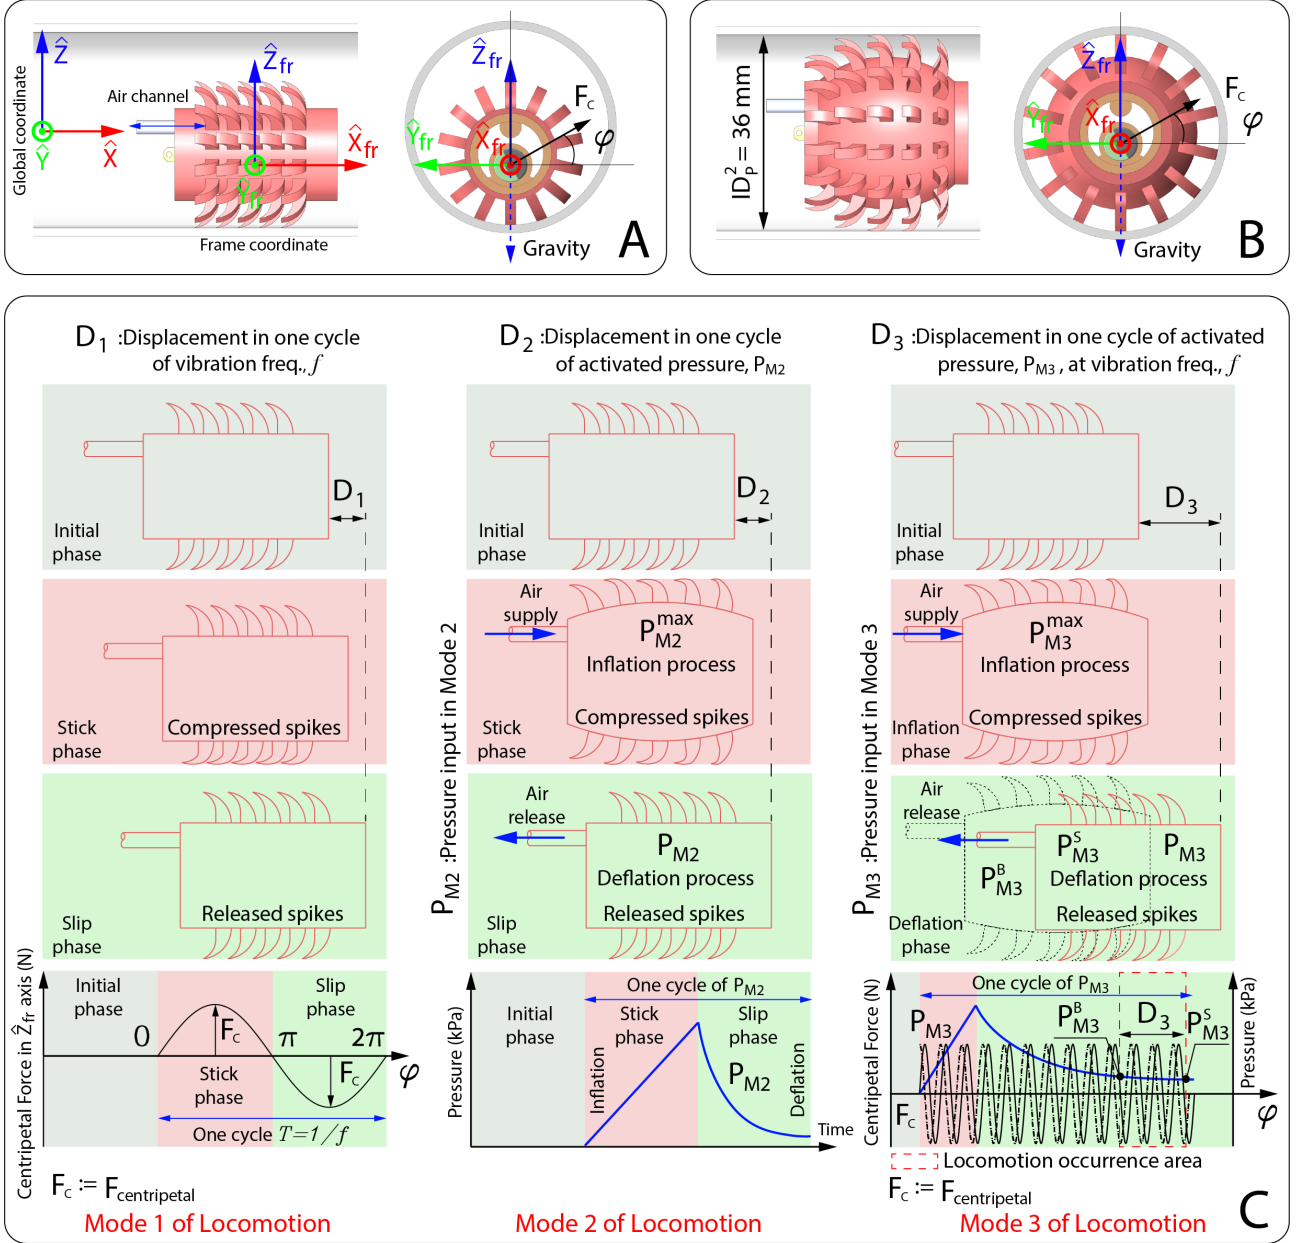 Global coordinate
Ẑ
Ŷ
X̂
Air channel
Ẑfr
X̂fr
Ŷfr
Frame coordinate
Ẑfr
Fc
φ
Ŷfr
X̂fr
Gravity
A
ID²P = 36 mm
Ẑfr
Fc
φ
Ŷfr
X̂fr
Gravity
B
D1 :Displacement in one cycle
of vibration freq., f
D1
Initial
phase
Stick
phase
Compressed spikes
Slip
phase
Released spikes
Centripetal Force in Ẑfr axis (N)
Initial
phase
Slip
phase
0
π
2π
Fc
Fc
φ
Stick
phase
One cycle T=1/f
Fc := Fcentripetal
Mode 1 of Locomotion
D2 :Displacement in one cycle
of activated pressure, PM2
D2
Initial
phase
PM2 :Pressure input in Mode 2
Air
supply
PM2max
Inflation process
Stick
phase
Compressed spikes
Air
release
PM2
Deflation process
Slip
phase
Released spikes
Pressure (kPa)
One cycle of PM2
Initial
phase
Stick
phase
Slip
phase
Inflation
PM2
Deflation
Time
Mode 2 of Locomotion
D3 :Displacement in one cycle of activated
pressure, PM3 , at vibration freq., f
D3
Initial
phase
PM3 :Pressure input in Mode 3
Air
supply
PM3max
Inflation process
Inflation
phase
Compressed spikes
Air
release
PM3S
PM3
PM3B
Deflation process
Deflation
phase
Released spikes
Centripetal Force (N)
One cycle of PM3
PM3
PM3B
D3
PM3S
Pressure (kPa)
Fc
φ
Locomotion occurrence area
Fc := Fcentripetal
Mode 3 of Locomotion
C